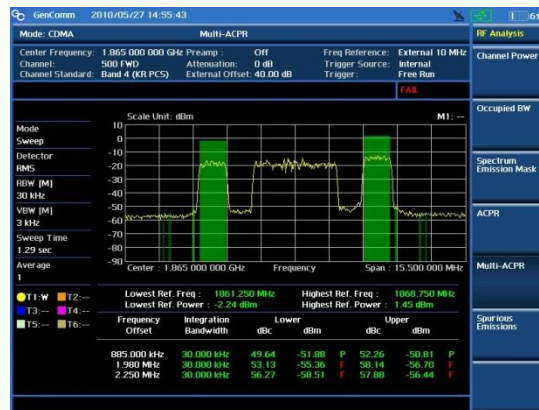 GenComm 2010/05/27 14:55:43
Mode: CDMA Multi-ACPR RF Analysis
Center Frequency: 1.865 000 000 GHz Preamp : Off Freq Reference: External 10 MHz
Channel: 500 FWD Attenuation: 0 dB Trigger Source: Internal
Channel Standard: Band 4 (KR PCS) External Offset: 40.00 dB Trigger: Free Run
Channel Power
FAIL
Scale Unit: dBm M1: --
Occupied BW
Mode
Sweep
Detector
RMS
RBW [M]
30 kHz
VBW [M]
3 kHz
Sweep Time
1.29 sec
Average
1
T1:W T2:--
T3:-- T4:--
T5:-- T6:--
10
0
-10
-20
-30
-40
-50
-60
-70
-80
-90
Center : 1.865 000 000 GHz Frequency Span : 15.500 000 MHz
Spectrum
Emission Mask
ACPR
Multi-ACPR
Spurious
Emissions
Lowest Ref. Freq : 1861.250 MHz Highest Ref. Freq : 1868.750 MHz
Lowest Ref. Power : -2.24 dBm Highest Ref. Power : 1.45 dBm
Frequency Integration Lower Upper
Offset Bandwidth dBc dBm dBc dBm
885.000 kHz 30.000 kHz 49.64 -51.88 P 52.26 -50.81 P
1.980 MHz 30.000 kHz 53.13 -55.36 F 58.14 -56.70 F
2.250 MHz 30.000 kHz 56.27 -58.51 F 57.88 -56.44 F